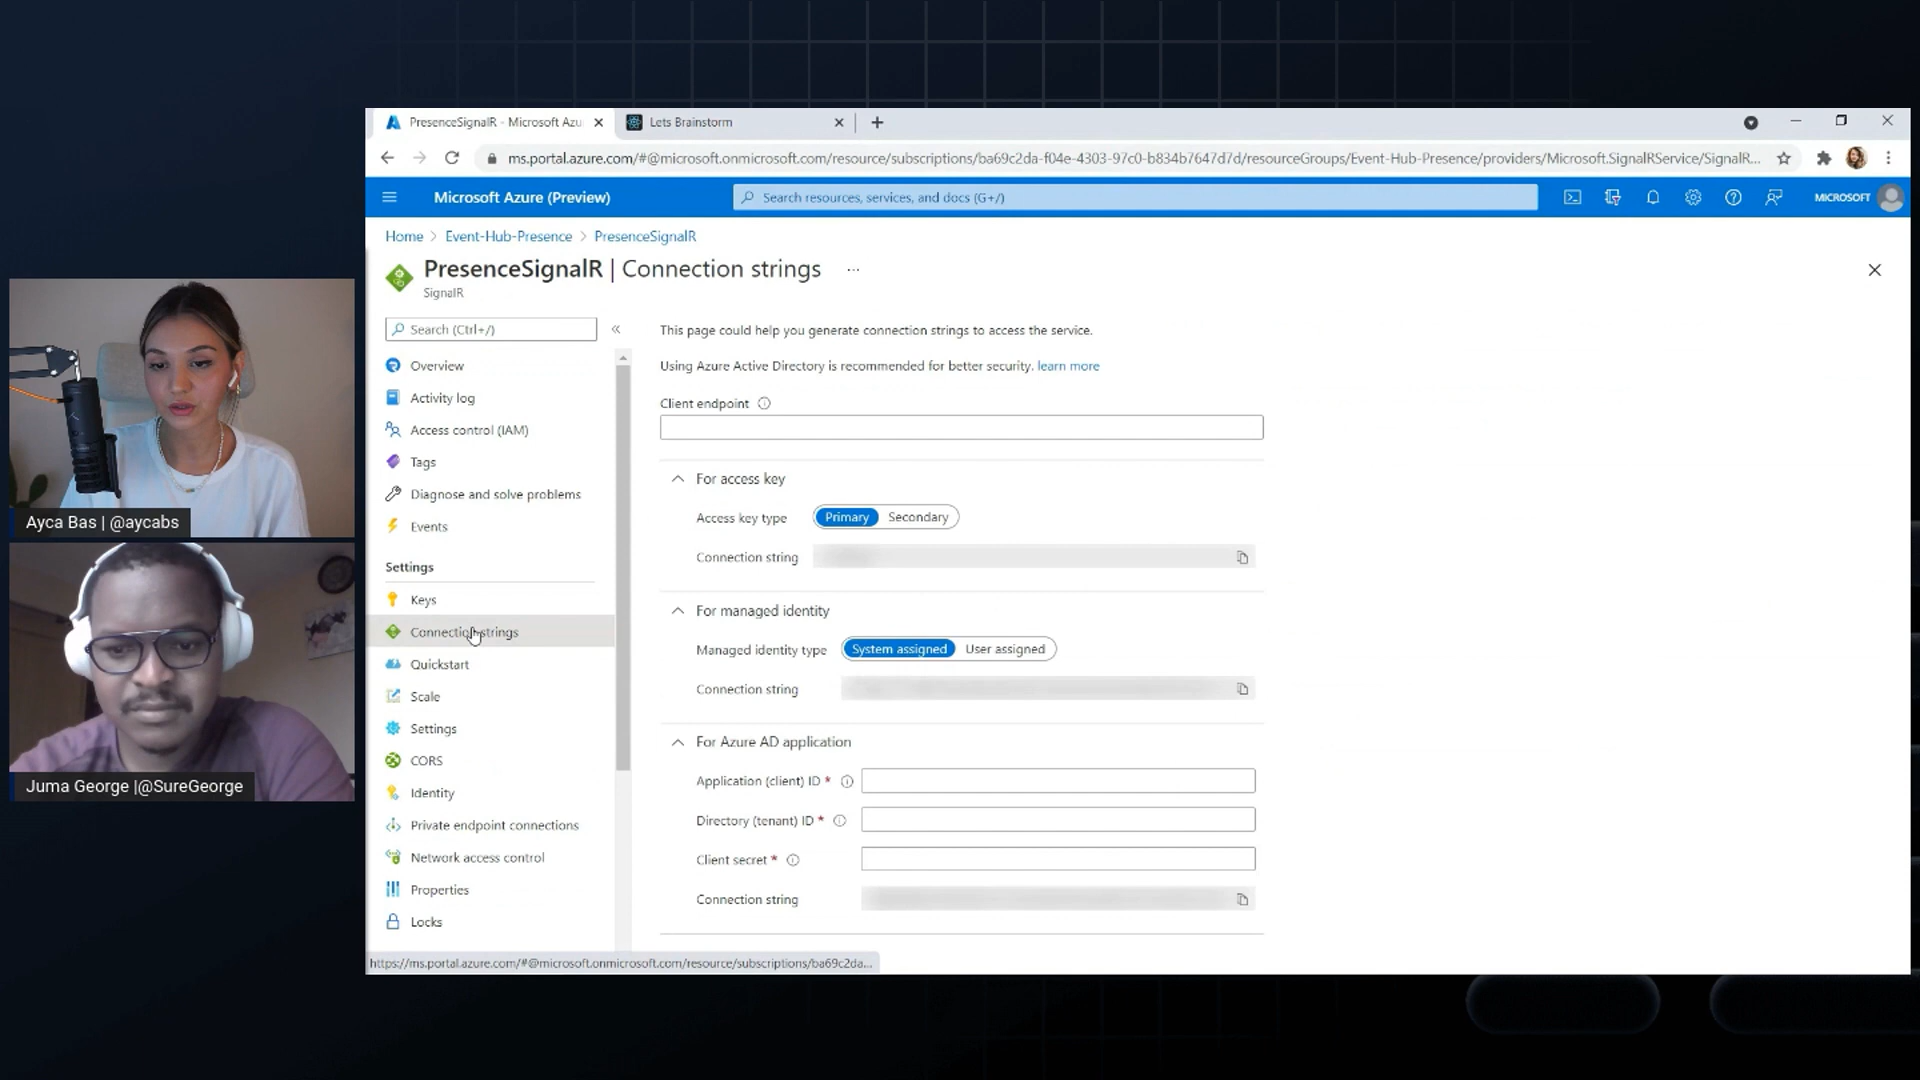 PresenceSignalR - Microsoft Azu
Lets Brainstorm
ms.portal.azure.com/#@microsoft.onmicrosoft.com/resource/subscriptions/ba69c2da-f04e-4303-97c0-b834b7647d7d/resourceGroups/Event-Hub-Presence/providers/Microsoft.SignalRService/SignalR...
Microsoft Azure (Preview)
Search resources, services, and docs (G+/)
MICROSOFT
Home > Event-Hub-Presence > PresenceSignalR
PresenceSignalR | Connection strings ...
SignalR
Search (Ctrl+/)
«
Overview
Activity log
Access control (IAM)
Tags
Diagnose and solve problems
Events
Settings
Keys
Connection strings
Quickstart
Scale
Settings
CORS
Identity
Private endpoint connections
Network access control
Properties
Locks
This page could help you generate connection strings to access the service.
Using Azure Active Directory is recommended for better security. learn more
Client endpoint
For access key
Access key type Primary Secondary
Connection string
For managed identity
Managed identity type System assigned User assigned
Connection string
For Azure AD application
Application (client) ID *
Directory (tenant) ID *
Client secret *
Connection string
https://ms.portal.azure.com/#@microsoft.onmicrosoft.com/resource/subscriptions/ba69c2da...
Ayca Bas | @aycabs
Juma George |@SureGeorge